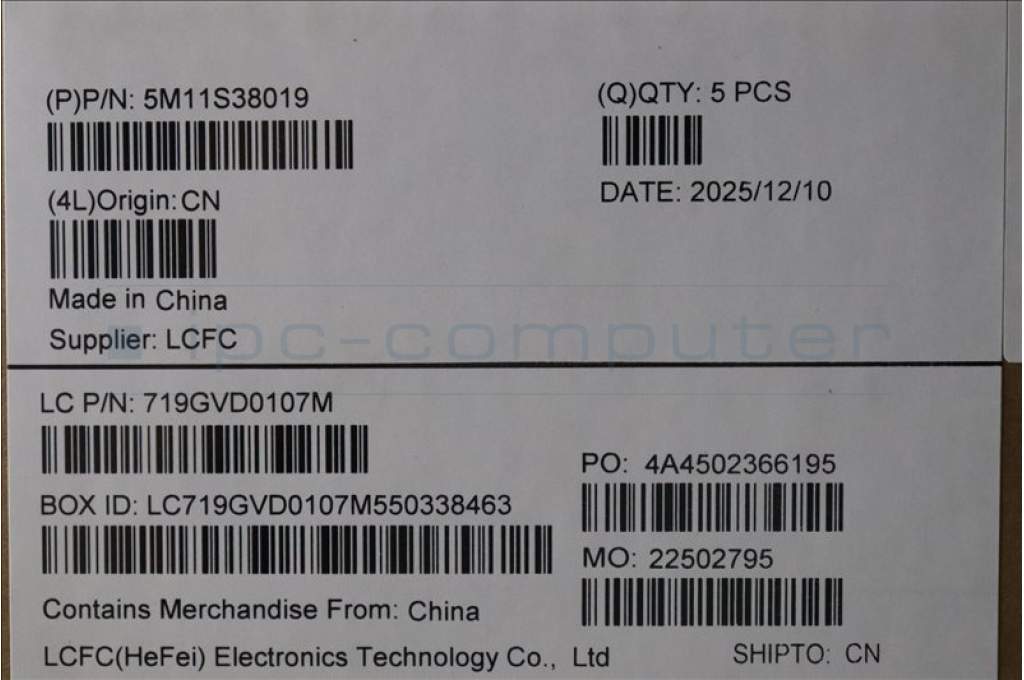 (P)P/N: 5M11S38019
(Q)QTY: 5 PCS
(4L)Origin: CN
DATE: 2025/12/10
Made in China
Supplier: LCFC
ipc-computer
LC P/N: 719GVD0107M
PO: 4A4502366195
BOX ID: LC719GVD0107M550338463
MO: 22502795
Contains Merchandise From: China
LCFC(HeFei) Electronics Technology Co., Ltd
SHIPTO: CN